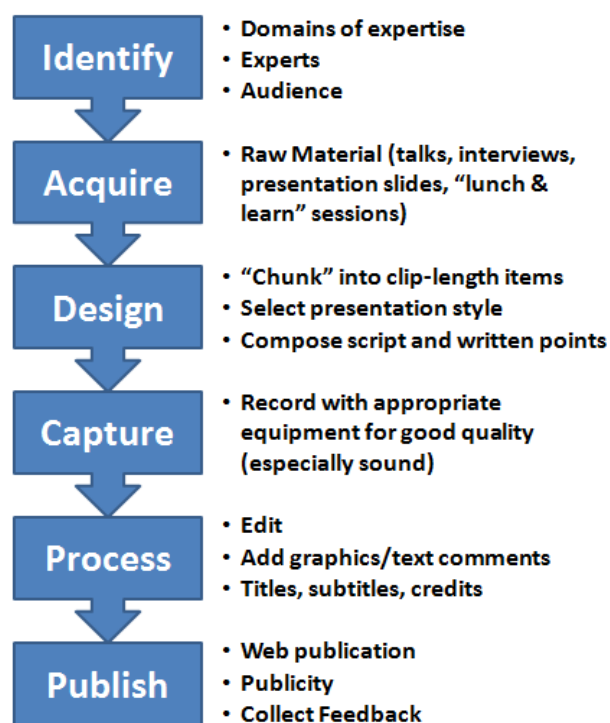 Identify
• Domains of expertise
• Experts
• Audience
Acquire
• Raw Material (talks, interviews,
presentation slides, “lunch &
learn” sessions)
Design
• “Chunk” into clip-length items
• Select presentation style
• Compose script and written points
Capture
• Record with appropriate
equipment for good quality
(especially sound)
Process
• Edit
• Add graphics/text comments
• Titles, subtitles, credits
Publish
• Web publication
• Publicity
• Collect Feedback